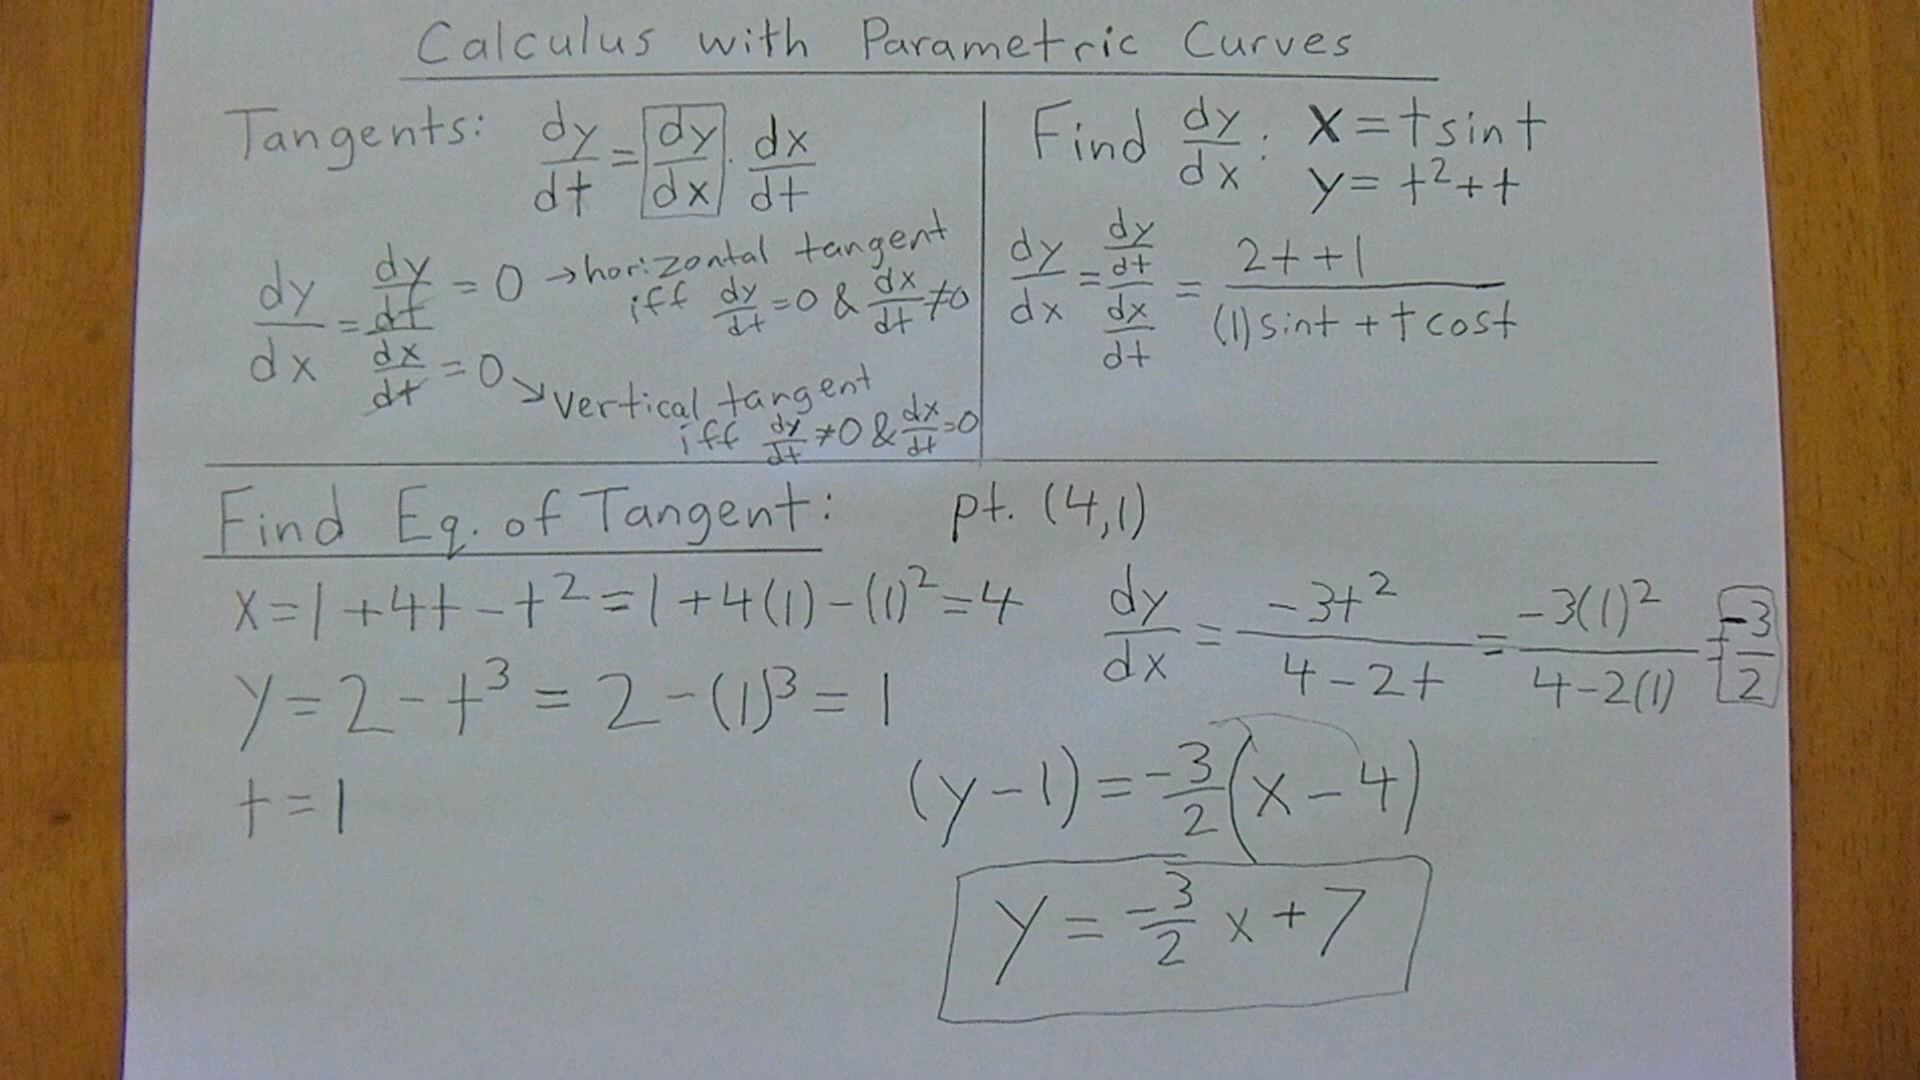 Calculus with Parametric Curves
Tangents: dy/dt = dy/dx · dx/dt
dy/dx = (dy/dt)/(dx/dt)
dy/dt = 0 → horizontal tangent
iff dy/dt = 0 & dx/dt ≠ 0
dx/dt = 0 ↘ vertical tangent
iff dy/dt ≠ 0 & dx/dt = 0
Find dy/dx: x = t sin t
y = t² + t
dy/dx = (dy/dt)/(dx/dt) = (2t + 1)/((1) sin t + t cos t)
Find Eq. of Tangent: pt. (4,1)
x = 1 + 4t - t² = 1 + 4(1) - (1)² = 4
y = 2 - t³ = 2 - (1)³ = 1
t = 1
dy/dx = -3t²/(4 - 2t) = -3(1)²/(4 - 2(1)) = -3/2
(y - 1) = -3/2 (x - 4)
y = -3/2 x + 7